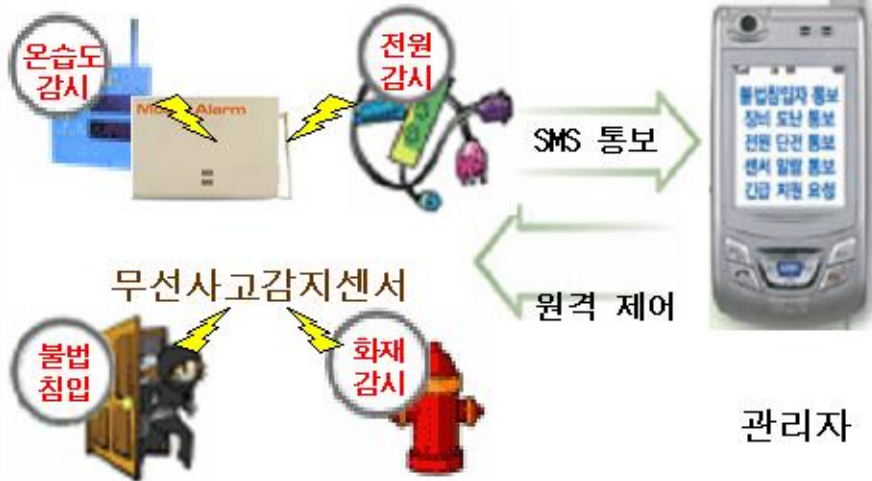 온습도
감시
전원
감시
Alarm
SMS 통보
불법침입자 통보
장비 도난 통보
전원 단전 통보
센서 알람 통보
긴급 지원 요청
무선사고감지센서
원격 제어
불법
침입
화재
감시
관리자